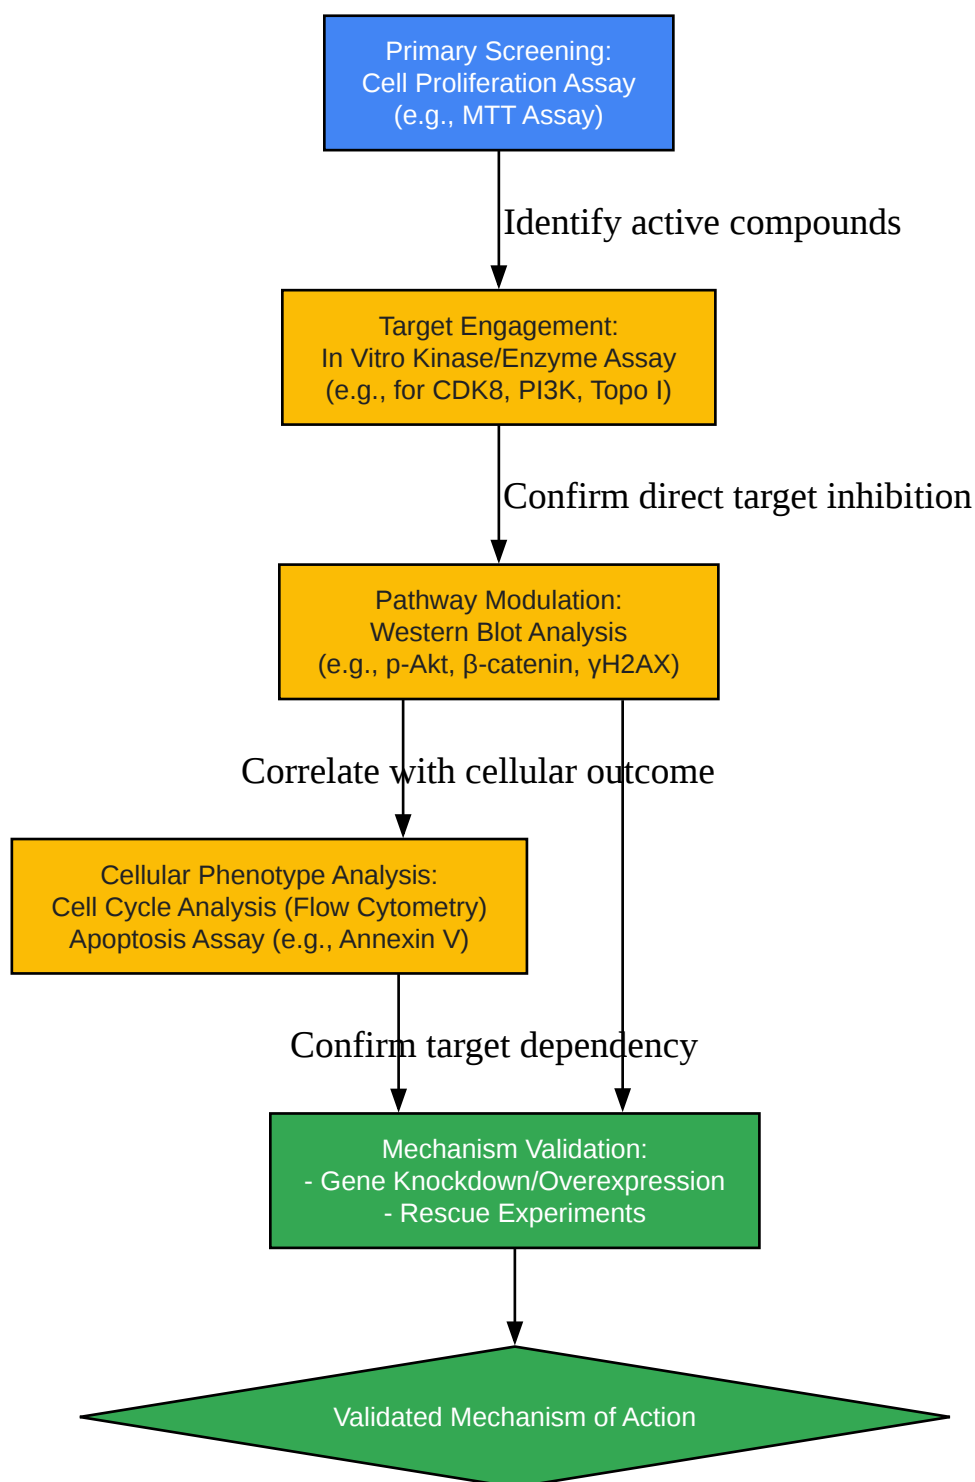 Primary Screening:
Cell Proliferation Assay
(e.g., MTT Assay)
Identify active compounds
Target Engagement:
In Vitro Kinase/Enzyme Assay
(e.g., for CDK8, PI3K, Topo I)
Confirm direct target inhibition
Pathway Modulation:
Western Blot Analysis
(e.g., p-Akt, β-catenin, γH2AX)
Correlate with cellular outcome
Cellular Phenotype Analysis:
Cell Cycle Analysis (Flow Cytometry)
Apoptosis Assay (e.g., Annexin V)
Confirm target dependency
Mechanism Validation:
- Gene Knockdown/Overexpression
- Rescue Experiments
Validated Mechanism of Action